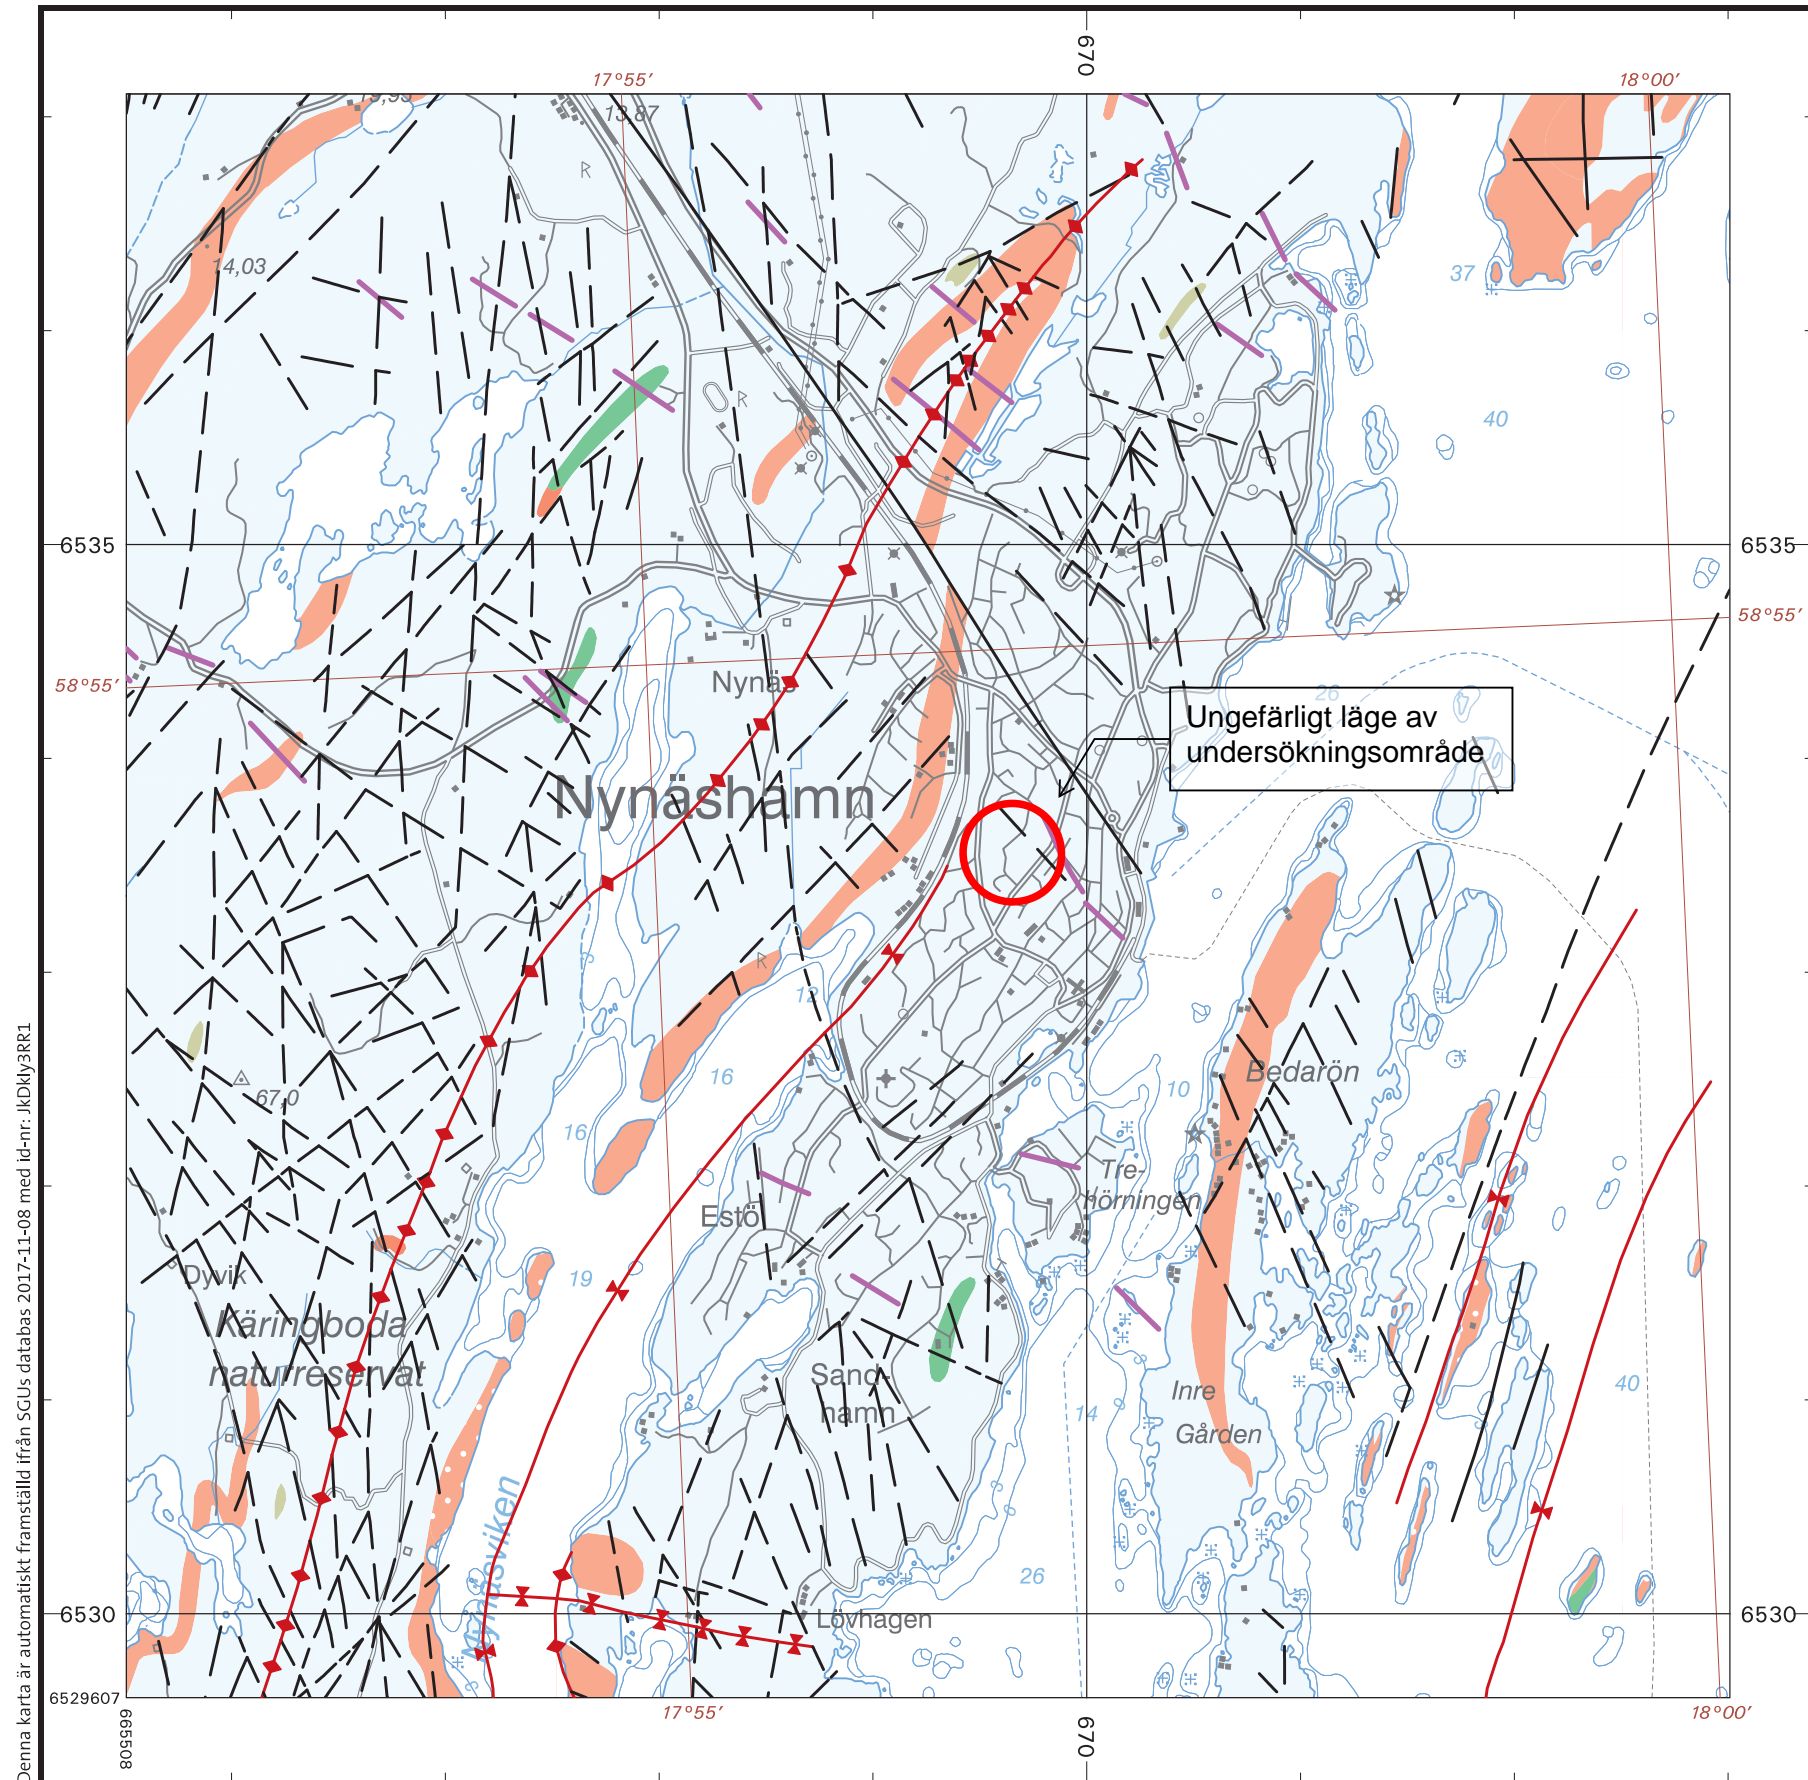 670
17°55'
18°00'
13,87
R
14,03
37
R
40
6535
6535
58°55'
58°55'
Nynäs
26
Ungefärligt läge av
undersökningsområde
Nynäshamn
R
12
16
Bedarön
10
67,0
16
Tre-
hörningen
Estö
Dyvik
19
Käringboda
naturreservat
Sand-
hamn
Inre
Gården
14
40
Nynäsviken
26
6530
Lövhagen
6530
6529607
665508
17°55'
670
18°00'
Denna karta är automatiskt framställd ifrån SGUs databas 2017-11-08 med id-nr: JkDkly3RR1